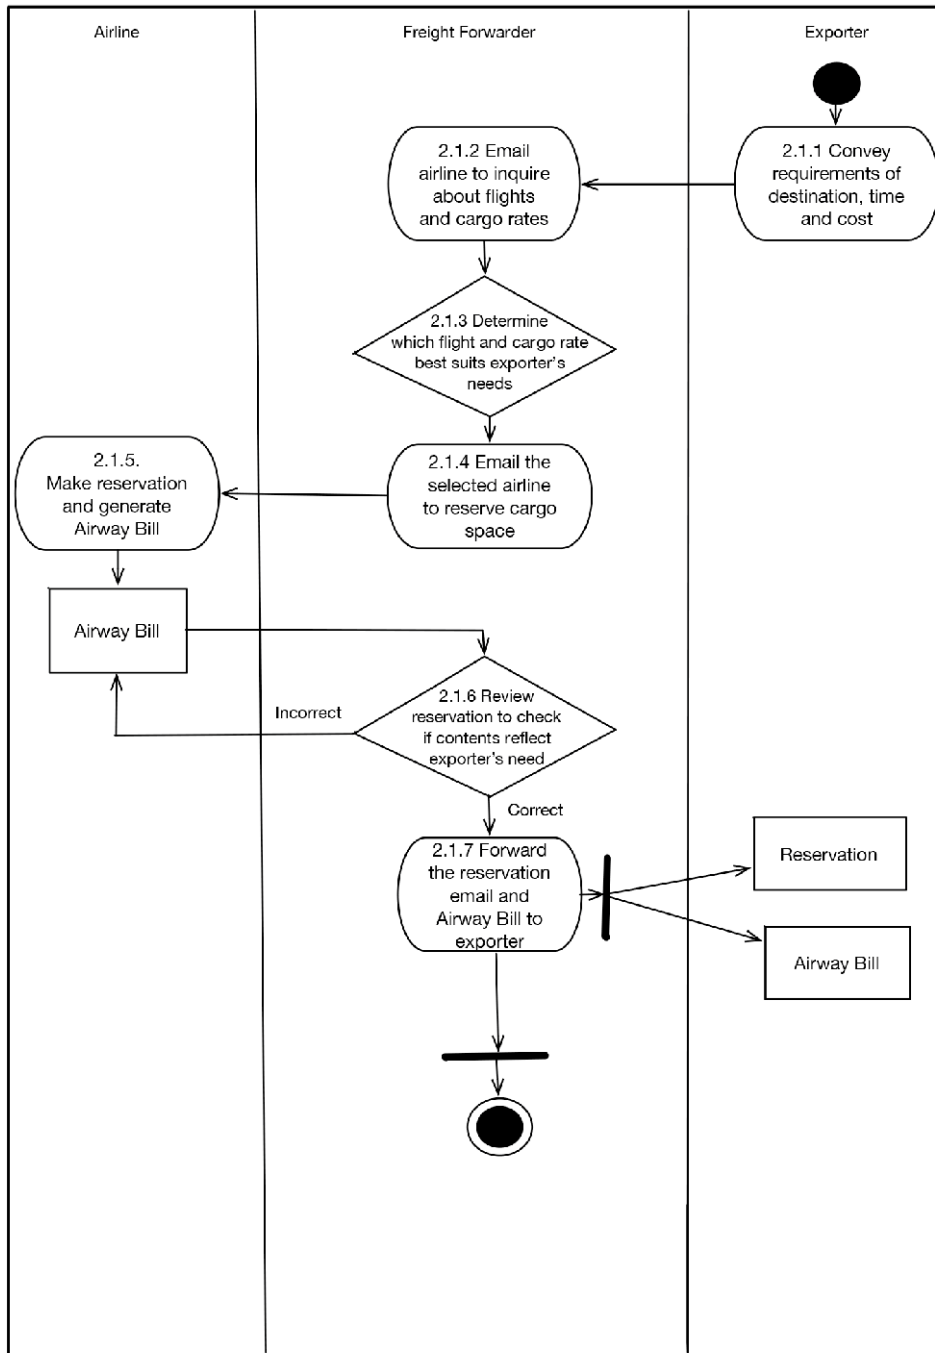 Airline
Freight Forwarder
Exporter
2.1.1 Convey
requirements of
destination, time
and cost
2.1.2 Email
airline to inquire
about flights
and cargo rates
2.1.3 Determine
which flight and cargo rate
best suits exporter's
needs
2.1.4 Email the
selected airline
to reserve cargo
space
2.1.5.
Make reservation
and generate
Airway Bill
Airway Bill
2.1.6 Review
reservation to check
if contents reflect
exporter's need
Incorrect
Correct
2.1.7 Forward
the reservation
email and
Airway Bill to
exporter
Reservation
Airway Bill